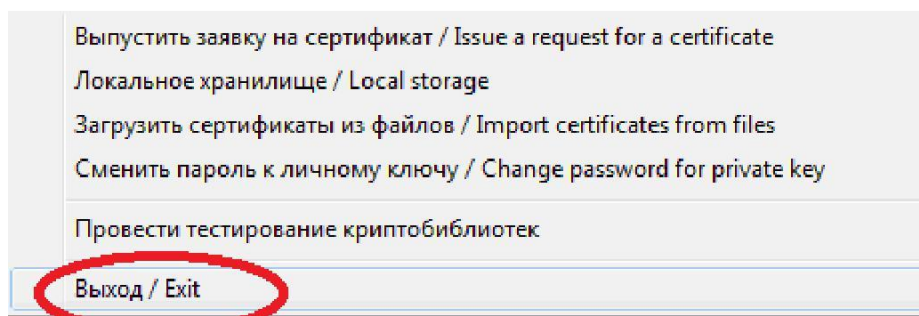 Выпустить заявку на сертификат / Issue a request for a certificate
Локальное хранилище / Local storage
Загрузить сертификаты из файлов / Import certificates from files
Сменить пароль к личному ключу / Change password for private key
Провести тестирование криптобиблиотек
Выход / Exit